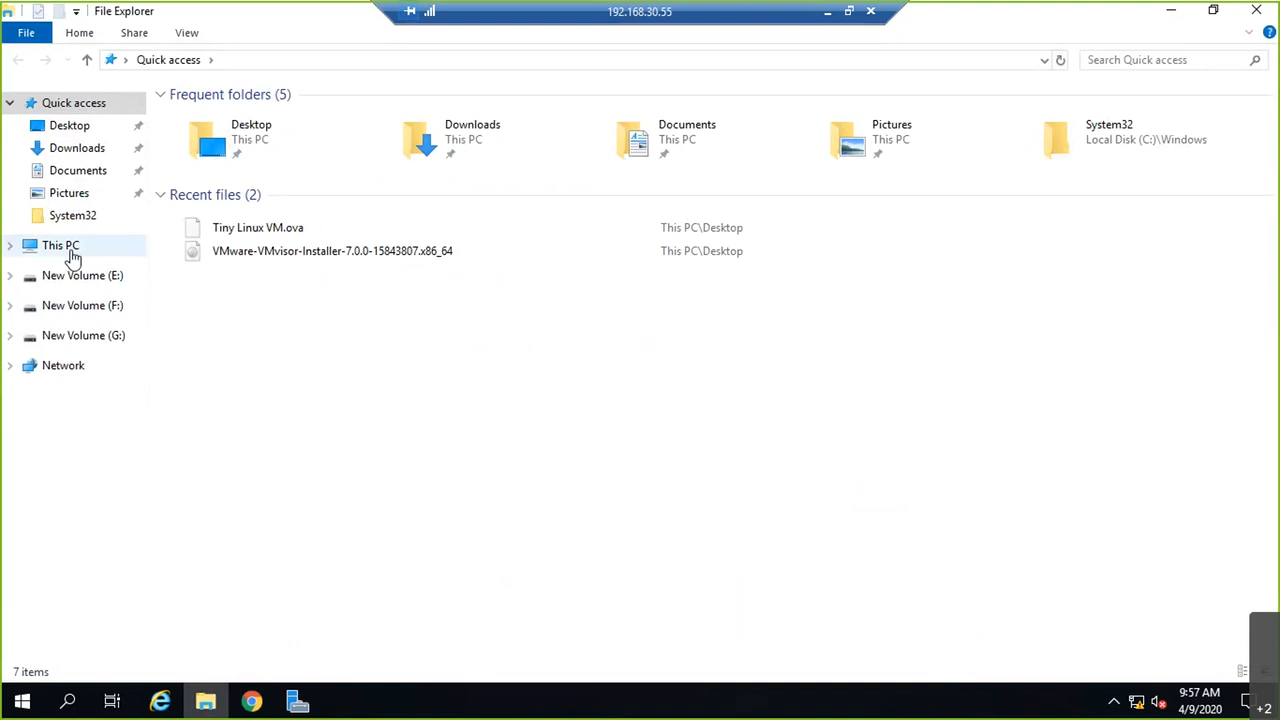 File Explorer
192.168.30.55
File Home Share View
Quick access
Search Quick access
Quick access
Desktop
Downloads
Documents
Pictures
System32
This PC
New Volume (E:)
New Volume (F:)
New Volume (G:)
Network
Frequent folders (5)
Desktop
This PC
Downloads
This PC
Documents
This PC
Pictures
This PC
System32
Local Disk (C:)\Windows
Recent files (2)
Tiny Linux VM.ova This PC\Desktop
VMware-VMvisor-Installer-7.0.0-15843807.x86_64 This PC\Desktop
7 items
9:57 AM
4/9/2020
+2